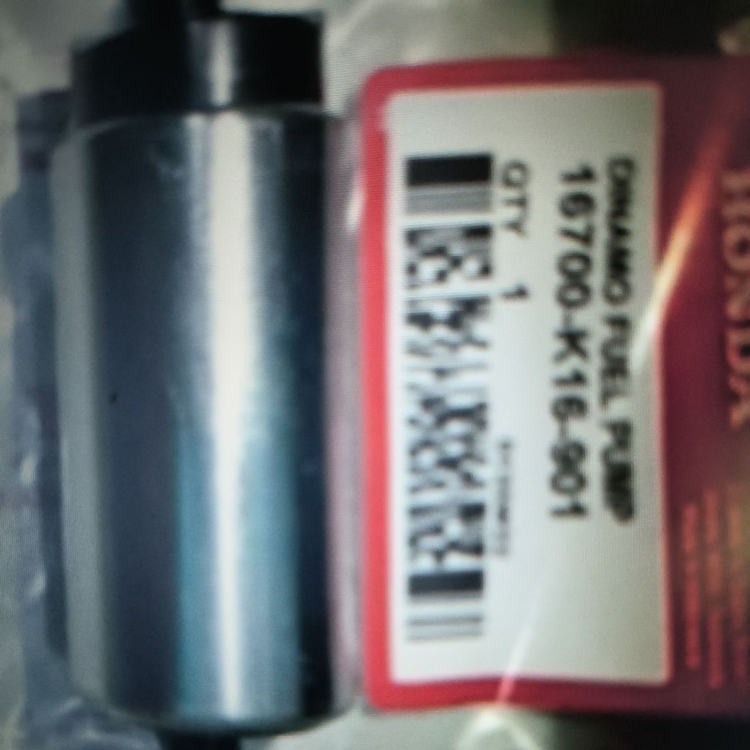 HONDA
DINAMO FUEL PUMP
16700-K16-901
QTY 1